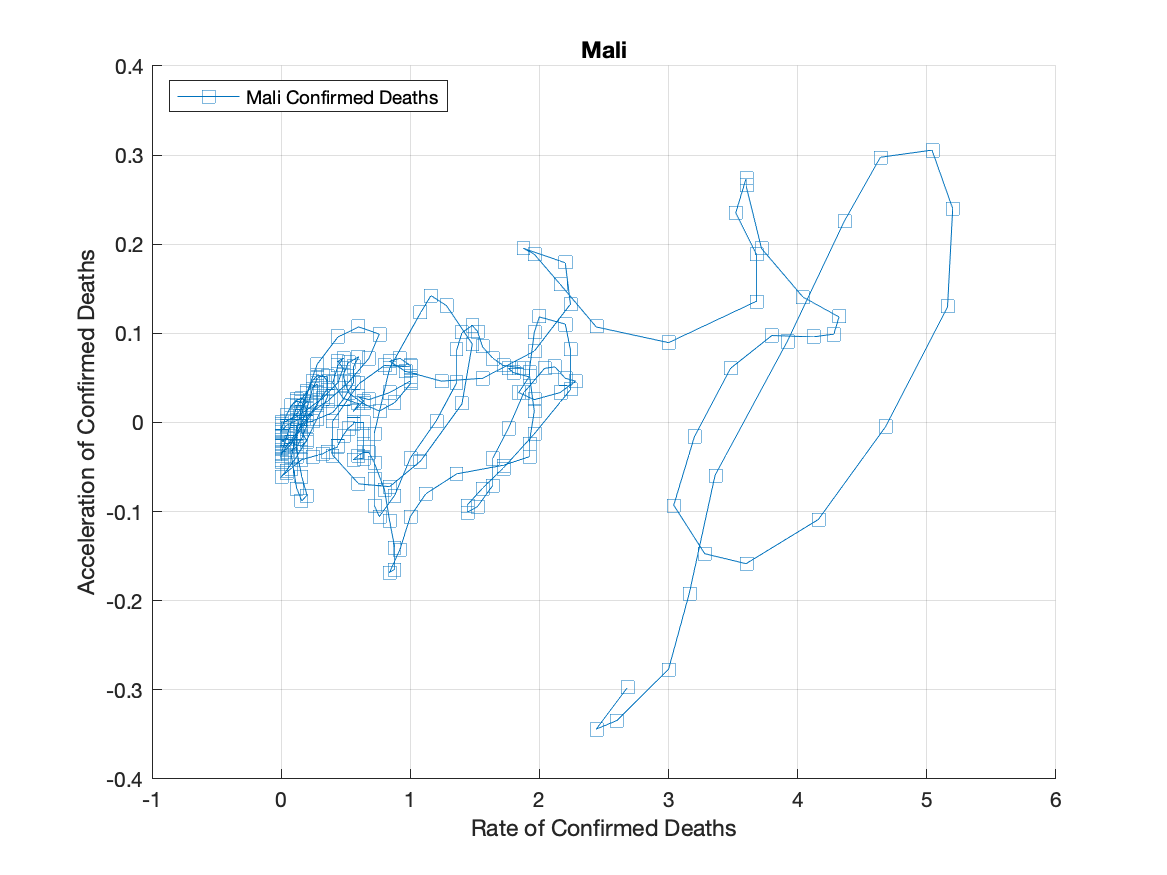 Mali
0.4
Mali Confirmed Deaths
0.3
0.2
0.1
0
-0.1
-0.2
-0.3
-0.4
Acceleration of Confirmed Deaths
-1 0 1 2 3 4 5 6
Rate of Confirmed Deaths